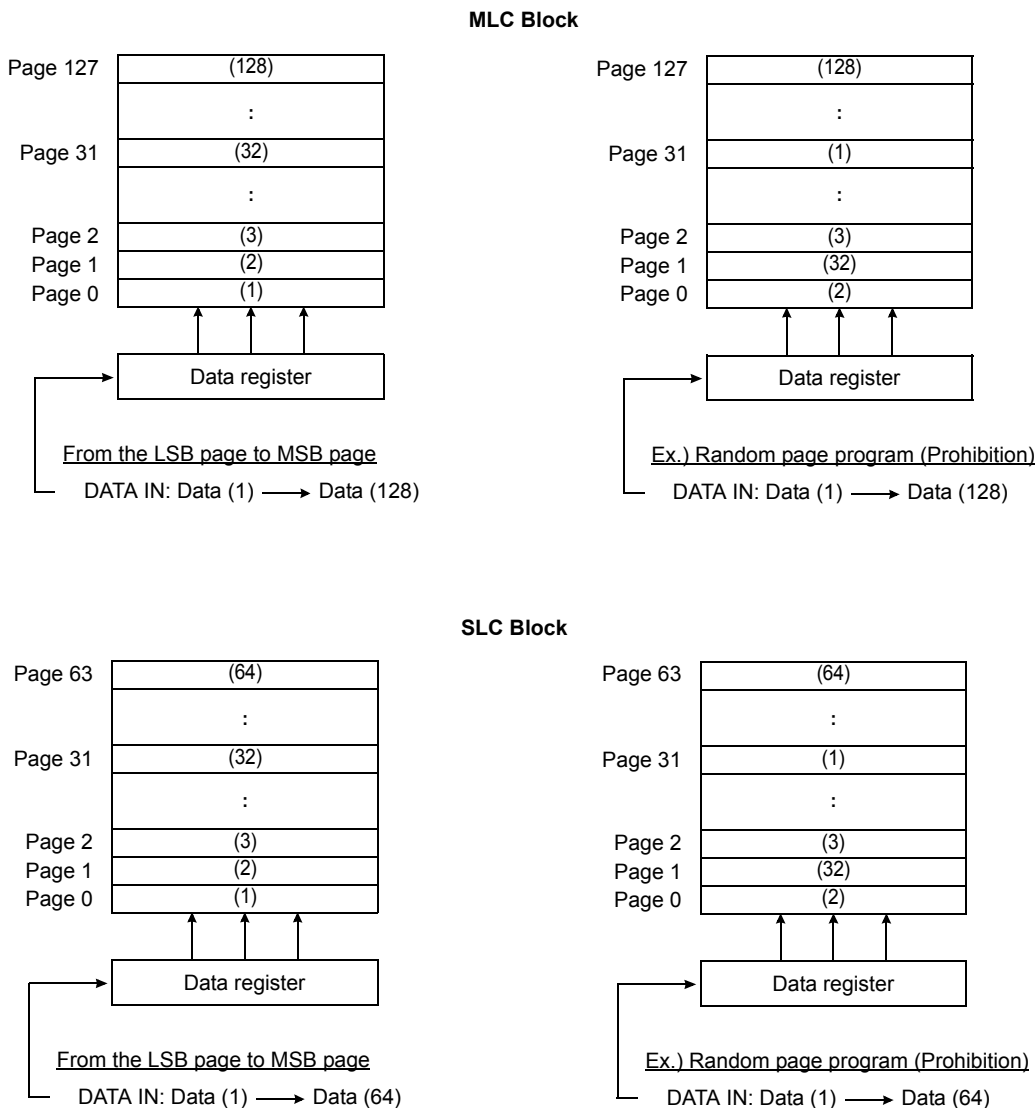 MLC Block
Page 127 (128)
:
Page 31 (32)
:
Page 2 (3)
Page 1 (2)
Page 0 (1)
Data register
From the LSB page to MSB page
DATA IN: Data (1) → Data (128)
Page 127 (128)
:
Page 31 (1)
:
Page 2 (3)
Page 1 (32)
Page 0 (2)
Data register
Ex.) Random page program (Prohibition)
DATA IN: Data (1) → Data (128)
SLC Block
Page 63 (64)
:
Page 31 (32)
:
Page 2 (3)
Page 1 (2)
Page 0 (1)
Data register
From the LSB page to MSB page
DATA IN: Data (1) → Data (64)
Page 63 (64)
:
Page 31 (1)
:
Page 2 (3)
Page 1 (32)
Page 0 (2)
Data register
Ex.) Random page program (Prohibition)
DATA IN: Data (1) → Data (64)